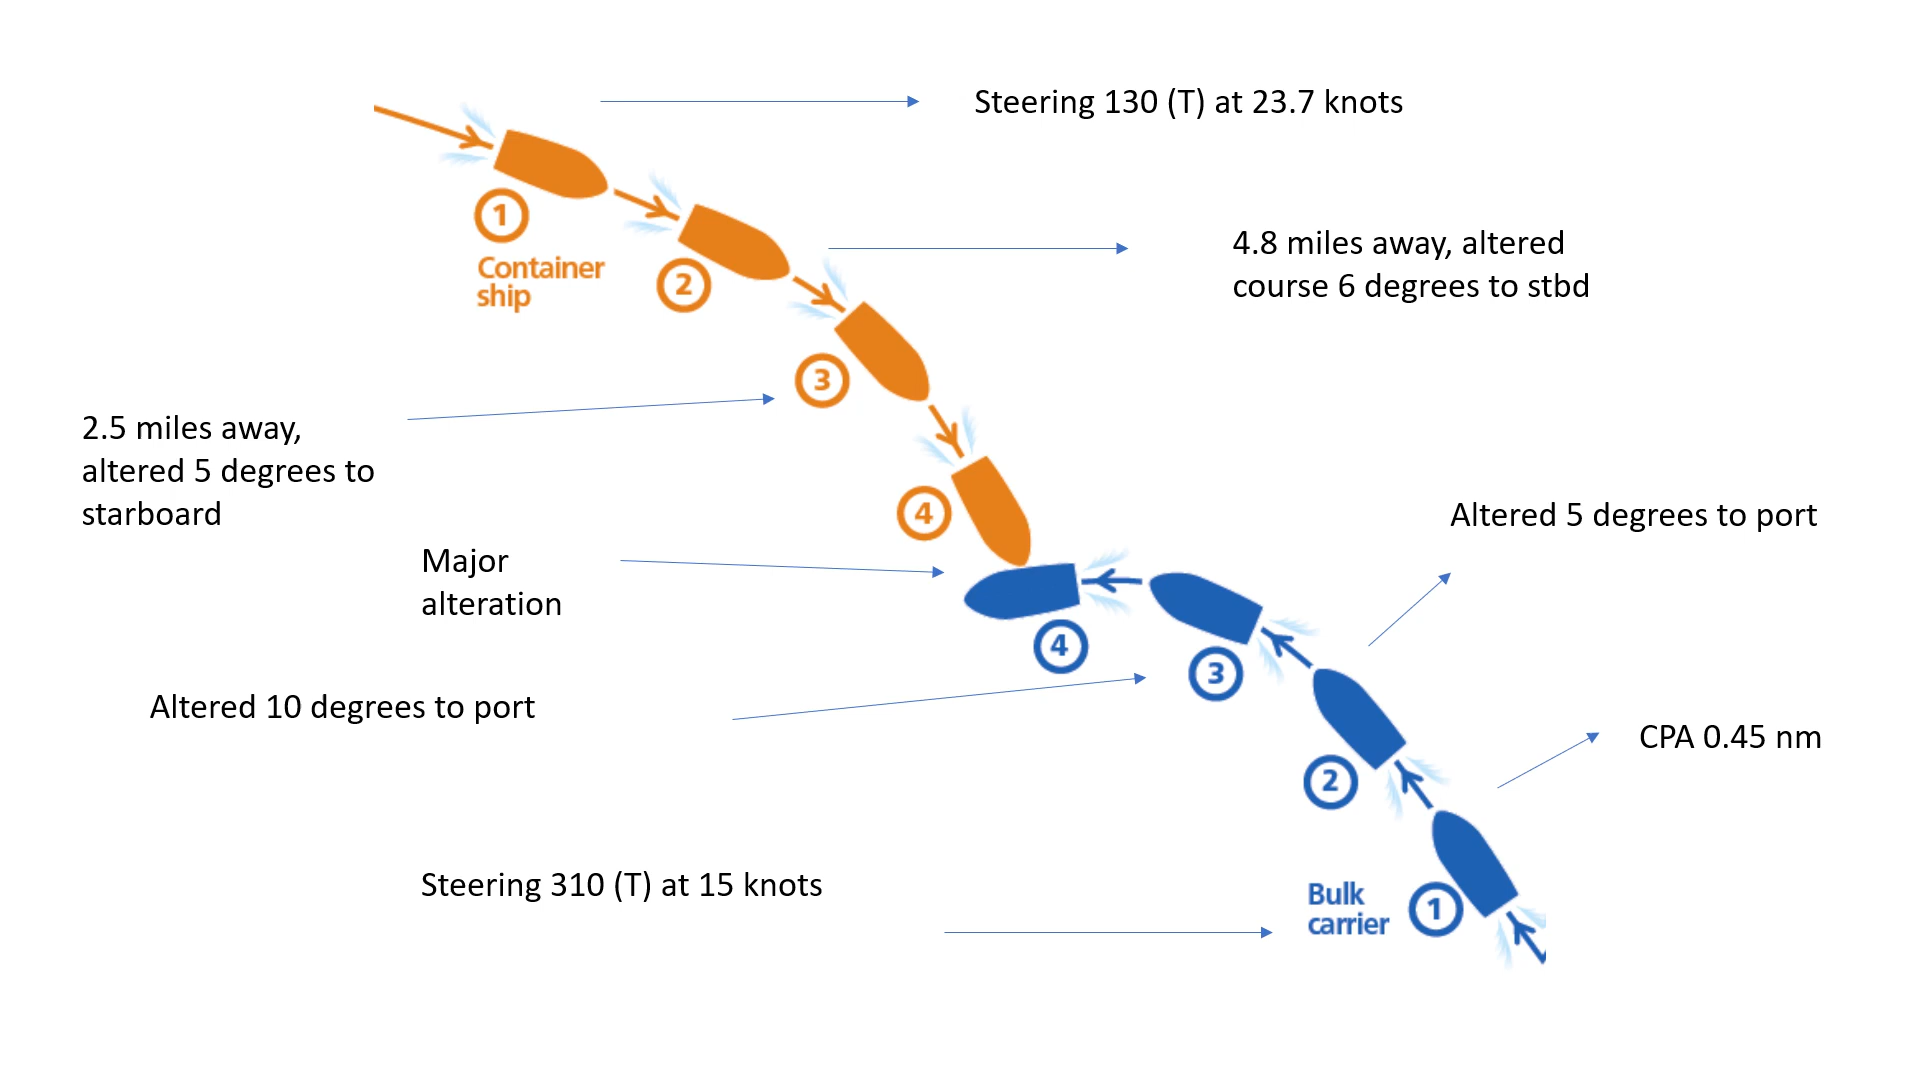 Steering 130 (T) at 23.7 knots
1
Container
ship
2
4.8 miles away, altered
course 6 degrees to stbd
3
2.5 miles away,
altered 5 degrees to
starboard
4
Major
alteration
Altered 5 degrees to port
4
3
Altered 10 degrees to port
2
CPA 0.45 nm
Steering 310 (T) at 15 knots
Bulk
carrier
1